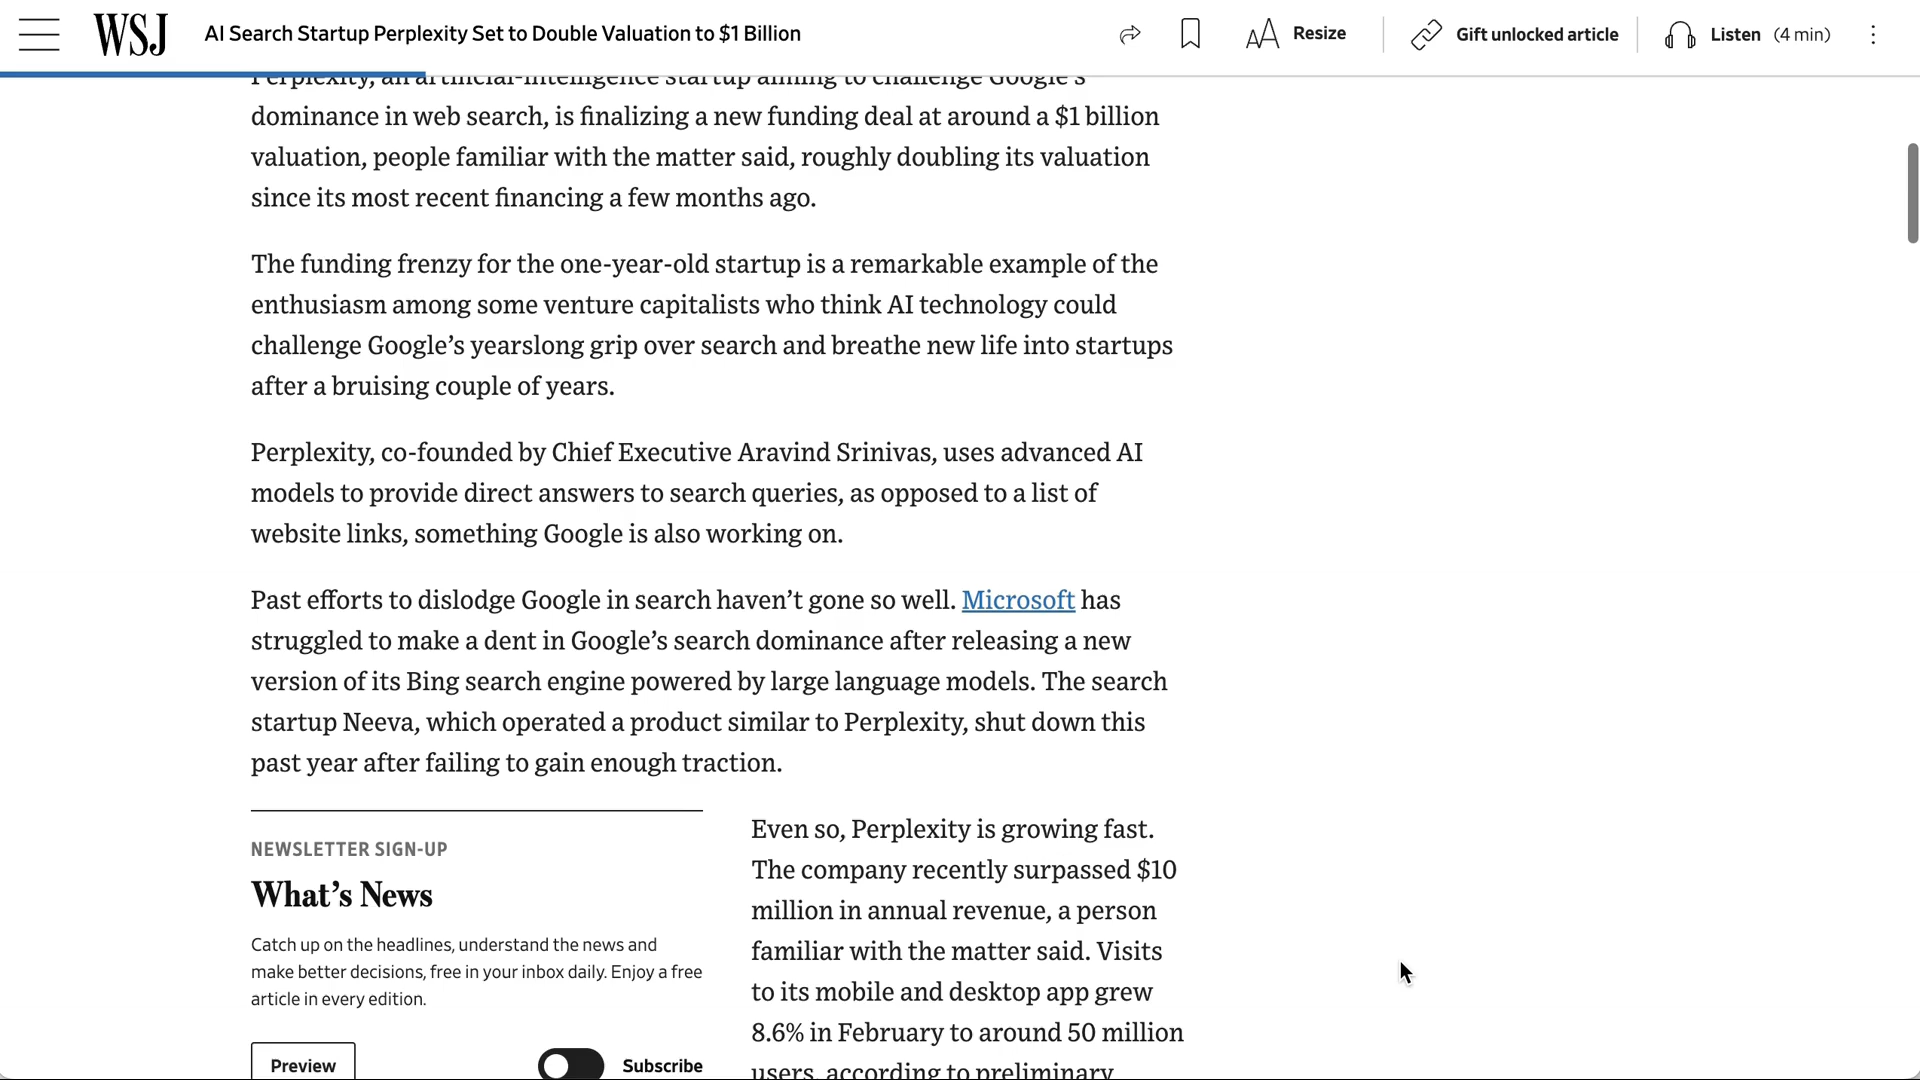 WSJ
AI Search Startup Perplexity Set to Double Valuation to $1 Billion
Resize
Gift unlocked article
Listen (4 min)
Perplexity, an artificial-intelligence startup aiming to challenge Google’s
dominance in web search, is finalizing a new funding deal at around a $1 billion
valuation, people familiar with the matter said, roughly doubling its valuation
since its most recent financing a few months ago.
The funding frenzy for the one-year-old startup is a remarkable example of the
enthusiasm among some venture capitalists who think AI technology could
challenge Google’s yearslong grip over search and breathe new life into startups
after a bruising couple of years.
Perplexity, co-founded by Chief Executive Aravind Srinivas, uses advanced AI
models to provide direct answers to search queries, as opposed to a list of
website links, something Google is also working on.
Past efforts to dislodge Google in search haven’t gone so well. Microsoft has
struggled to make a dent in Google’s search dominance after releasing a new
version of its Bing search engine powered by large language models. The search
startup Neeva, which operated a product similar to Perplexity, shut down this
past year after failing to gain enough traction.
NEWSLETTER SIGN-UP
What’s News
Catch up on the headlines, understand the news and
make better decisions, free in your inbox daily. Enjoy a free
article in every edition.
Preview
Subscribe
Even so, Perplexity is growing fast.
The company recently surpassed $10
million in annual revenue, a person
familiar with the matter said. Visits
to its mobile and desktop app grew
8.6% in February to around 50 million
users, according to preliminary